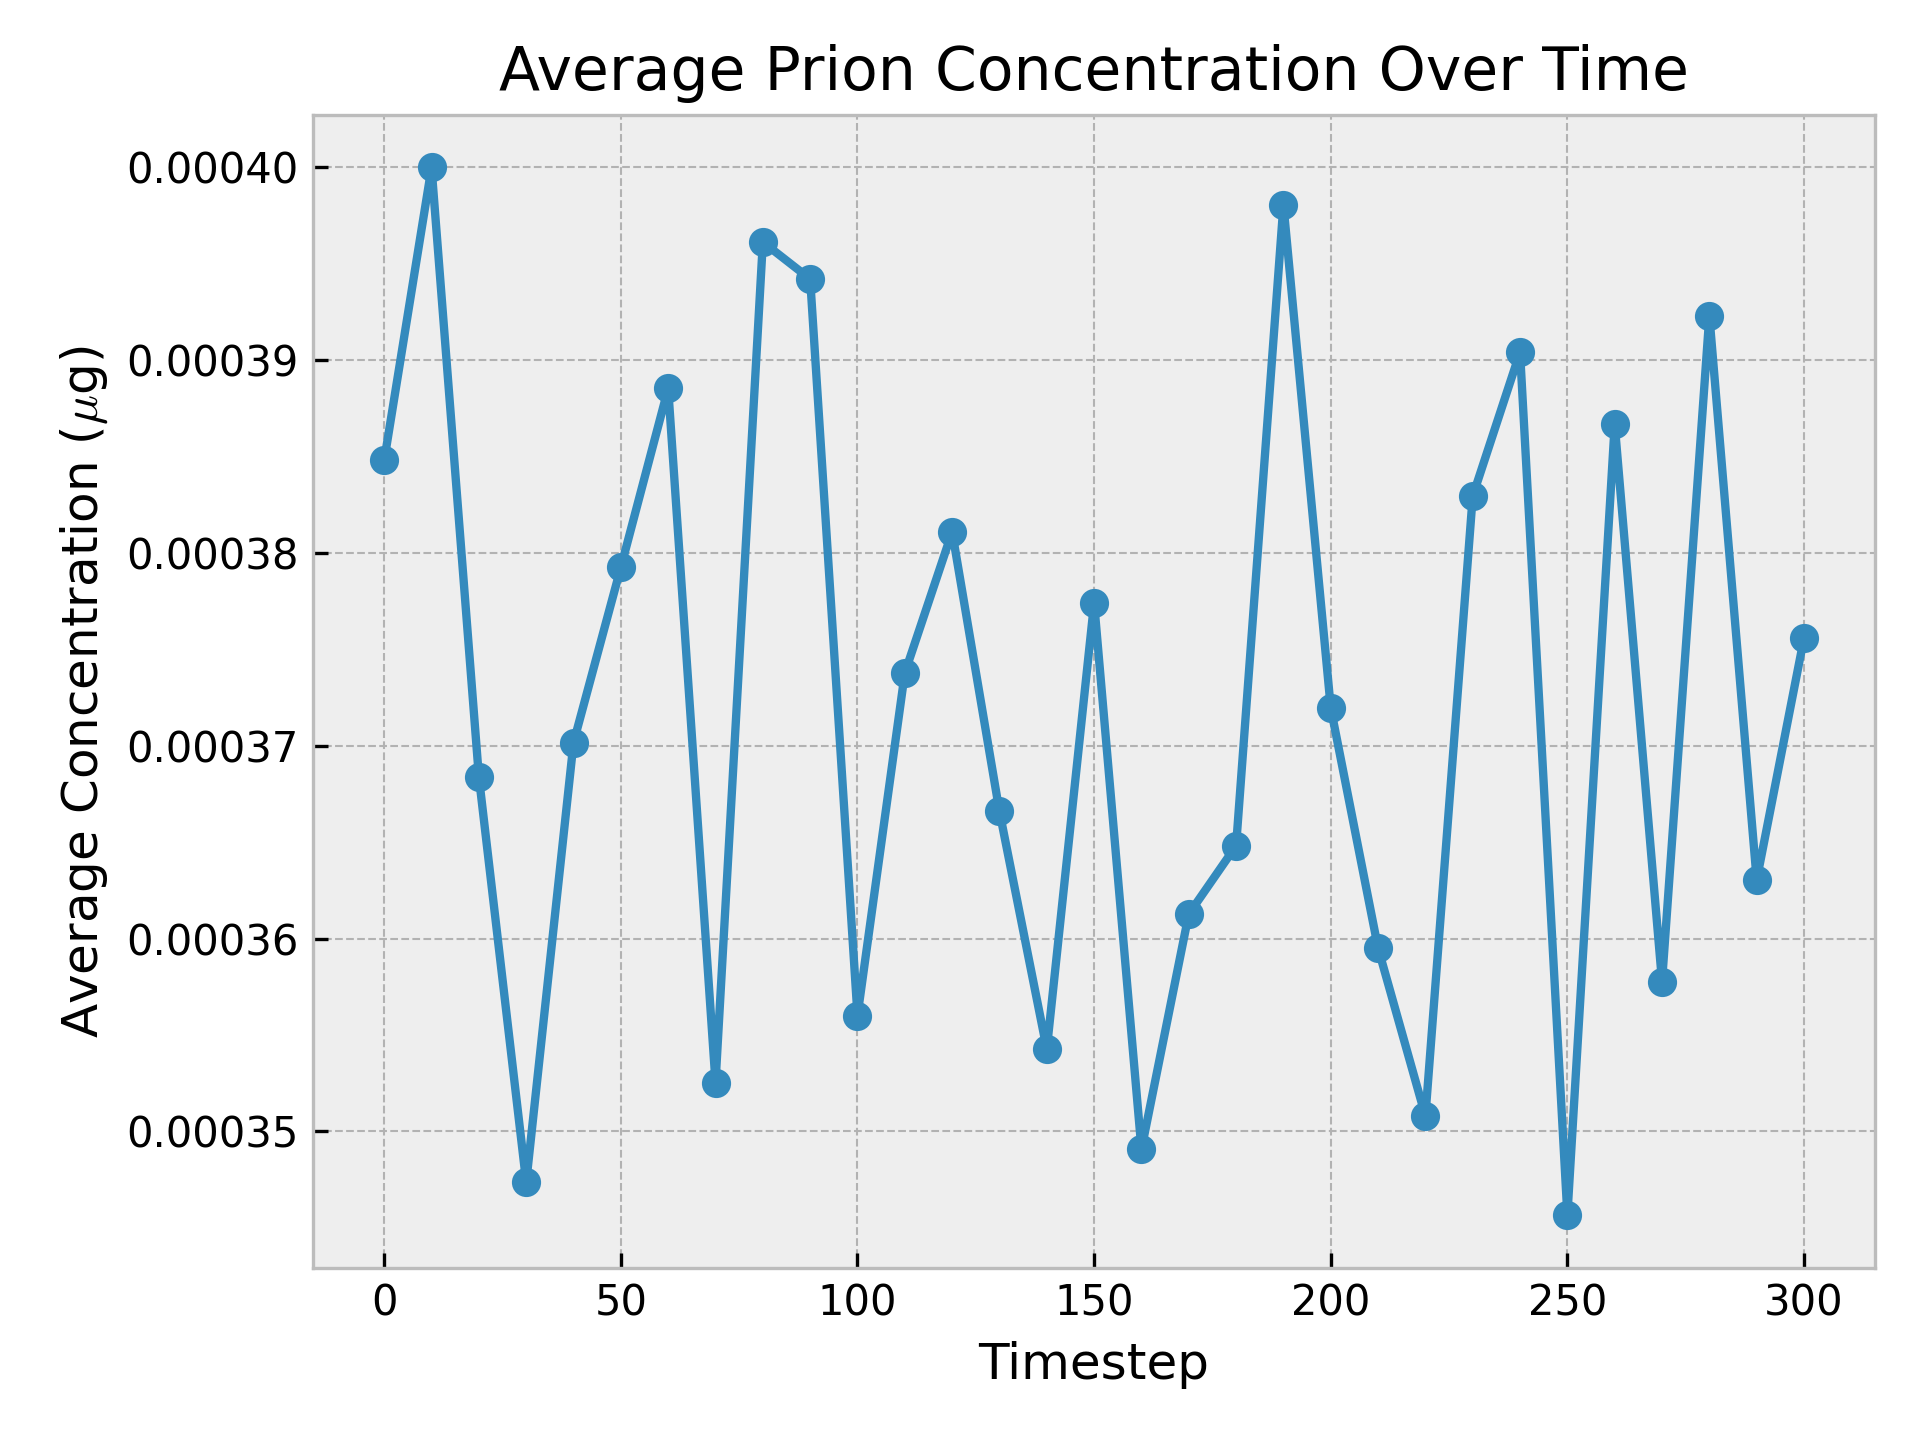 Average Prion Concentration Over Time
Average Concentration (μg)
0.00040
0.00039
0.00038
0.00037
0.00036
0.00035
0 50 100 150 200 250 300
Timestep